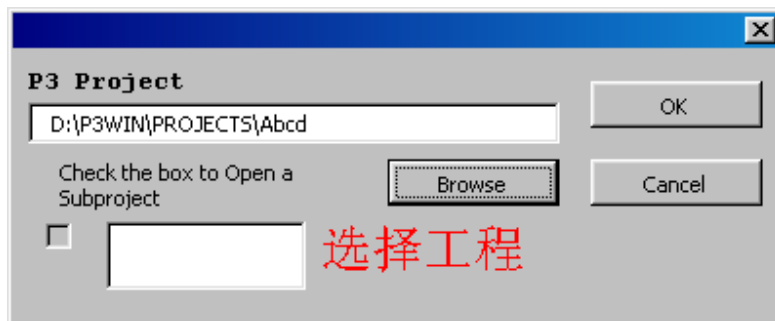 P3 Project
D:\P3WIN\PROJECTS\Abcd
OK
Check the box to Open a
Subproject
Browse
Cancel
选择工程